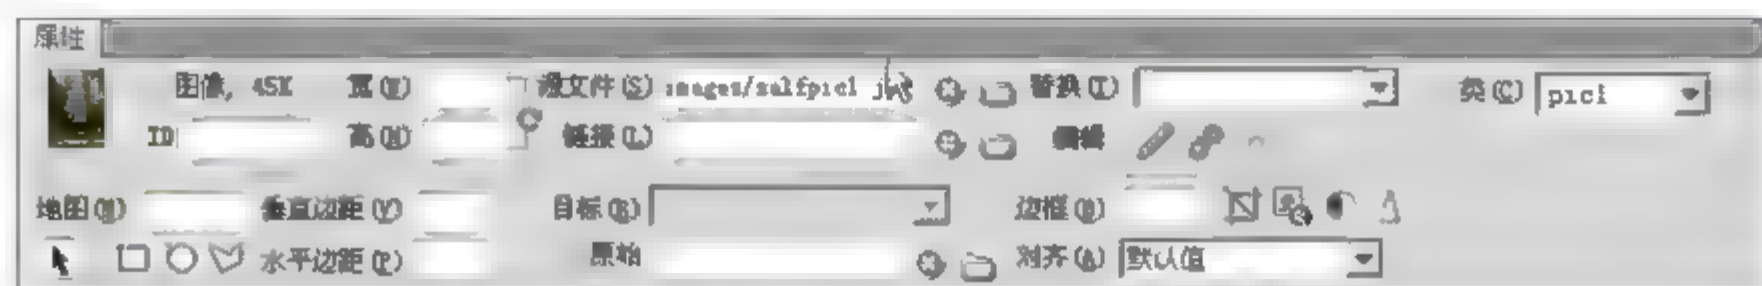 属性
图像, 45K 宽(W) 源文件(S) images/salfpic1.jpg 替换(T) 类(C) pic1
ID 高(H) 链接(L) 编辑
地图(M) 垂直边距(V) 目标(R) 边框(B)
水平边距(P) 原始 对齐(A) 默认值